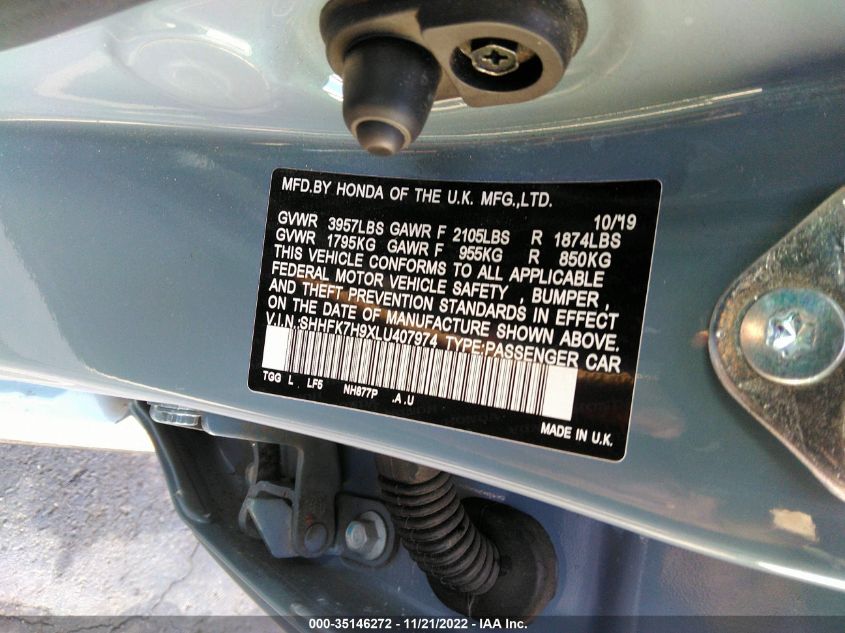 MFD.BY HONDA OF THE U.K. MFG.,LTD.
10/'19
GVWR 3957LBS GAWR F 2105LBS R 1874LBS
GVWR 1795KG GAWR F 955KG R 850KG
THIS VEHICLE CONFORMS TO ALL APPLICABLE
FEDERAL MOTOR VEHICLE SAFETY , BUMPER ,
AND THEFT PREVENTION STANDARDS IN EFFECT
ON THE DATE OF MANUFACTURE SHOWN ABOVE.
V.I.N.:SHHFK7H9XLU407974 TYPE:PASSENGER CAR
TGG L LF5 NH877P .A.U
MADE IN U.K.
000-35146272 — 11/21/2022 — IAA Inc.